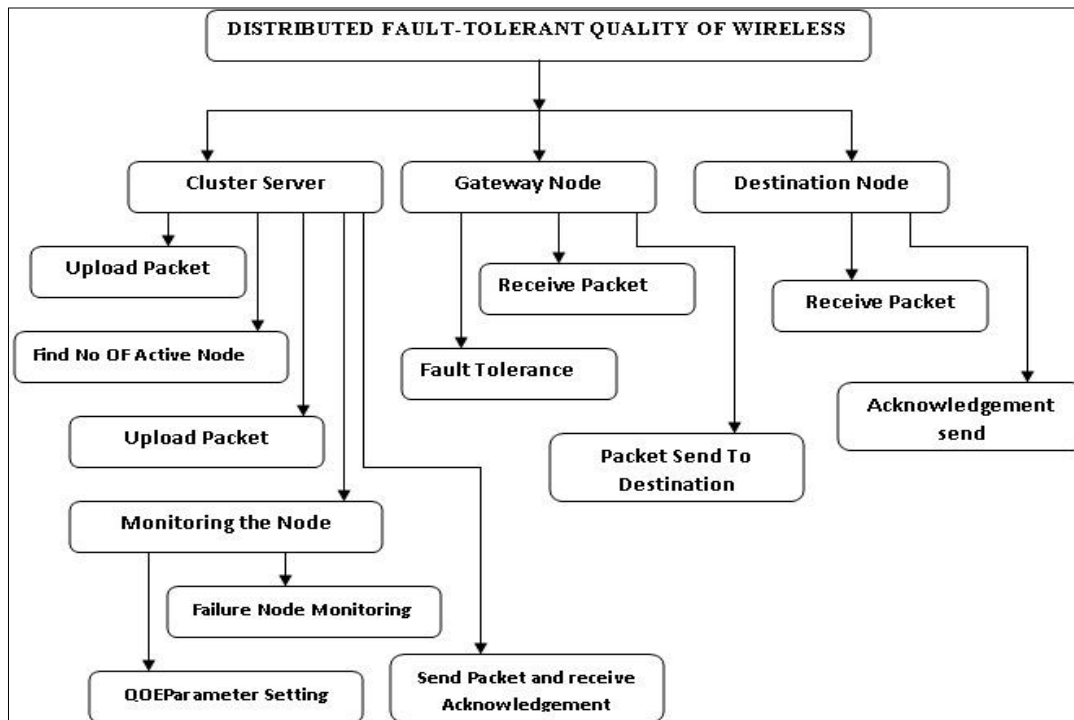 DISTRIBUTED FAULT-TOLERANT QUALITY OF WIRELESS
Cluster Server
Gateway Node
Destination Node
Upload Packet
Receive Packet
Receive Packet
Find No OF Active Node
Fault Tolerance
Acknowledgement
send
Upload Packet
Packet Send To
Destination
Monitoring the Node
Failure Node Monitoring
QOEParameter Setting
Send Packet and receive
Acknowledgement